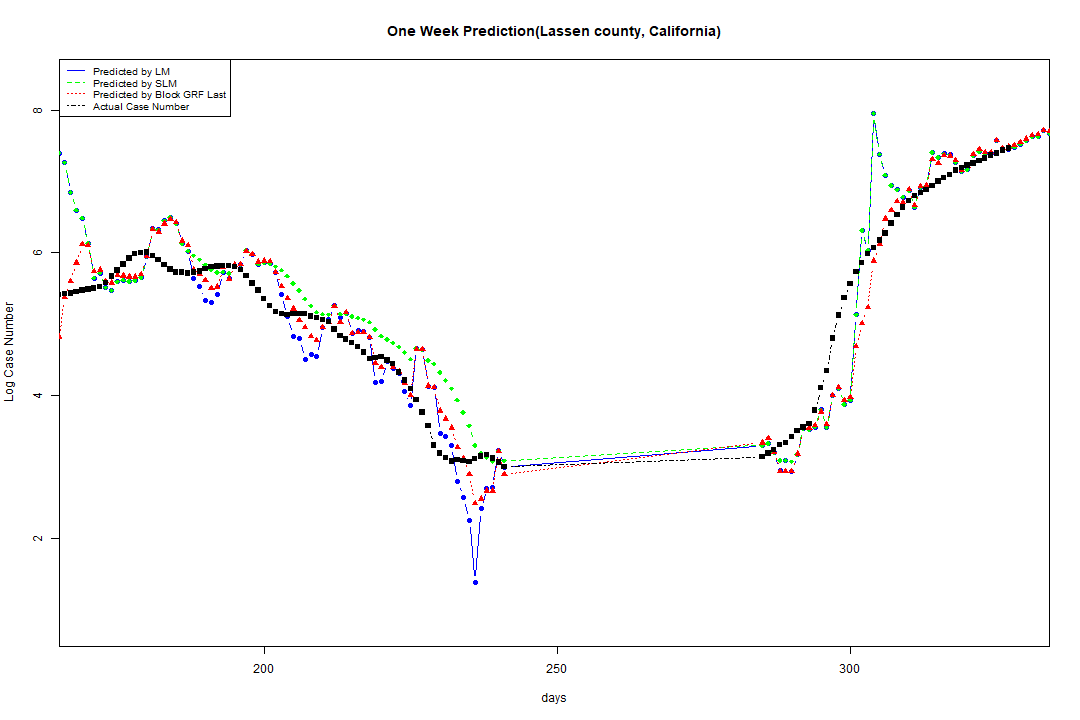 One Week Prediction(Lassen county, California)
Predicted by LM
Predicted by SLM
Predicted by Block GRF Last
Actual Case Number
8
6
4
2
Log Case Number
200 250 300
days